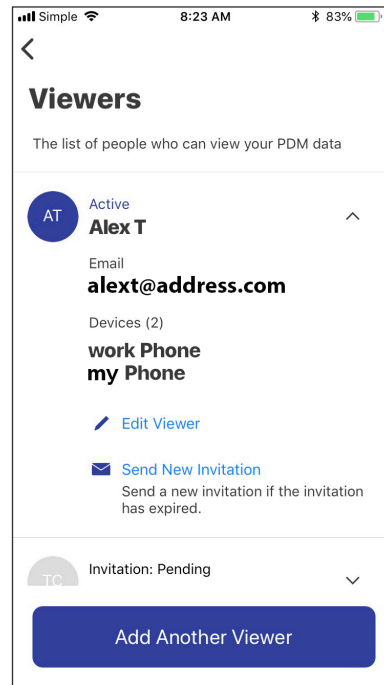 Simple 8:23 AM 83%
Viewers
The list of people who can view your PDM data
AT
Active
Alex T
Email
alext@address.com
Devices (2)
work Phone
my Phone
Edit Viewer
Send New Invitation
Send a new invitation if the invitation
has expired.
TC
Invitation: Pending
Add Another Viewer